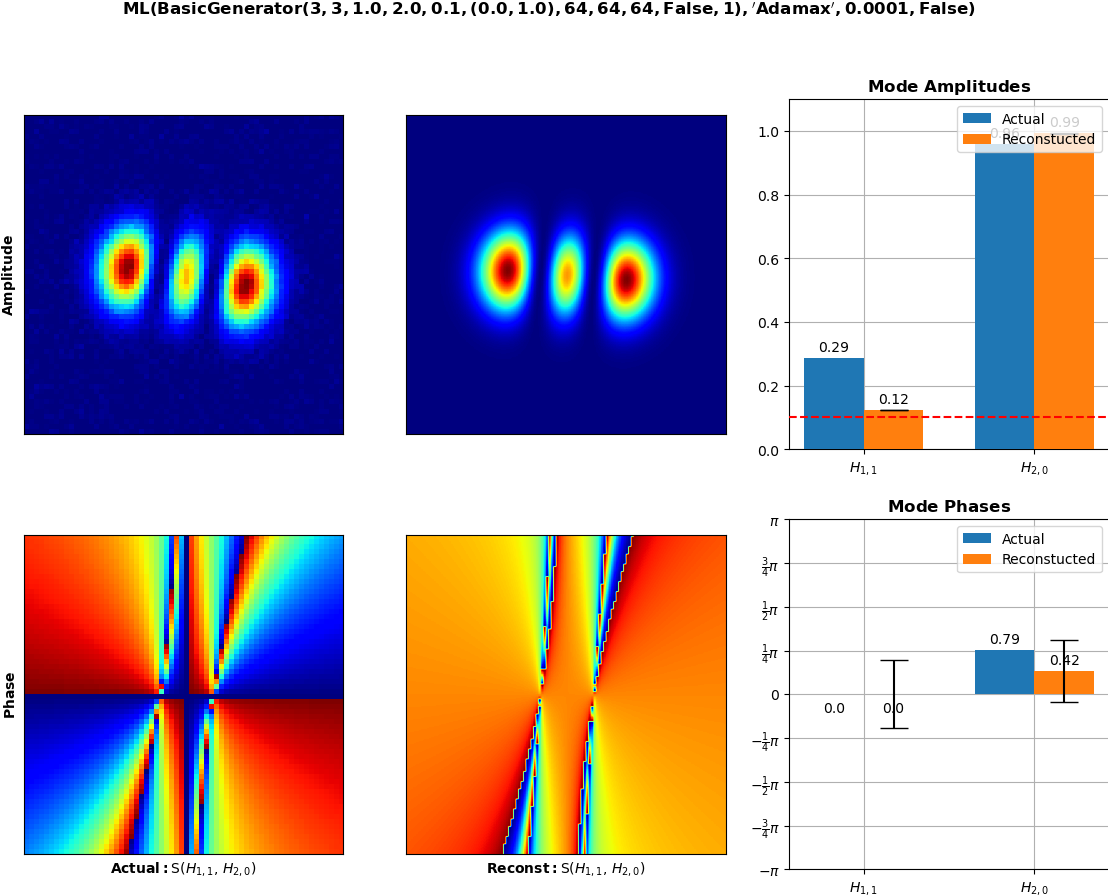 ML(BasicGenerator(3, 3, 1.0, 2.0, 0.1, (0.0, 1.0), 64, 64, 64, False, 1), ′Adamax′, 0.0001, False)
Amplitude
Mode Amplitudes
Actual
Reconstucted
1.0
0.8
0.6
0.4
0.2
0.0
0.29
0.12
0.96
0.99
H1, 1
H2, 0
Phase
Actual: S(H1, 1, H2, 0)
Reconst: S(H1, 1, H2, 0)
Mode Phases
Actual
Reconstucted
π
3/4π
1/2π
1/4π
0
−1/4π
−1/2π
−3/4π
−π
0.0
0.0
0.79
0.42
H1, 1
H2, 0